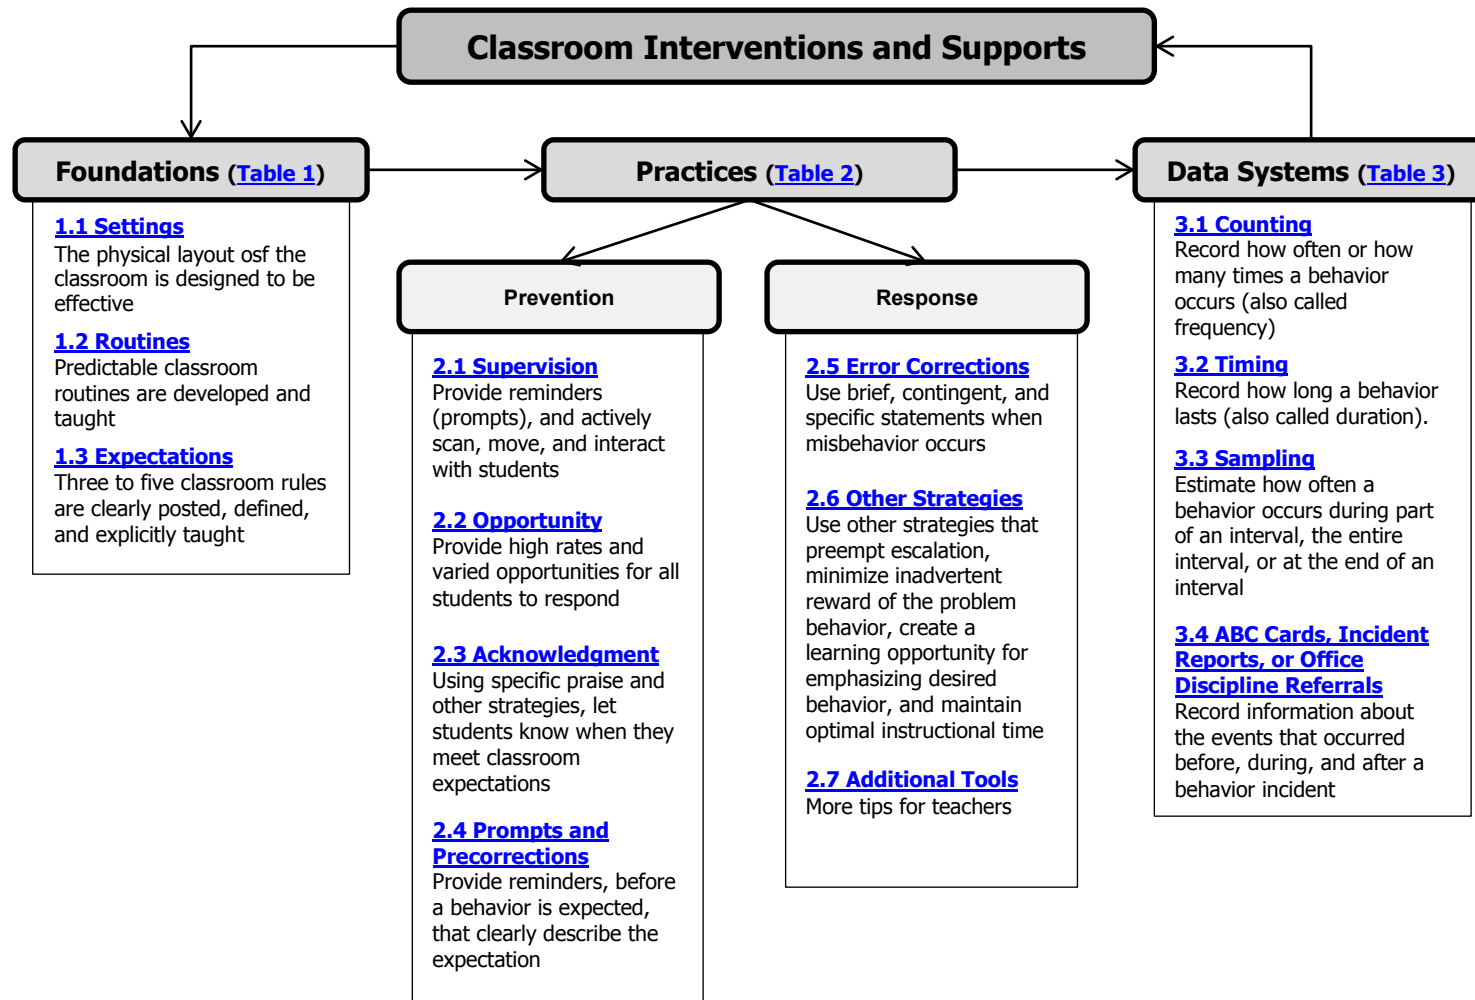 Classroom Interventions and Supports
Foundations (Table 1)
1.1 Settings
The physical layout osf the
classroom is designed to be
effective
1.2 Routines
Predictable classroom
routines are developed and
taught
1.3 Expectations
Three to five classroom rules
are clearly posted, defined,
and explicitly taught
Practices (Table 2)
Prevention
2.1 Supervision
Provide reminders
(prompts), and actively
scan, move, and interact
with students
2.2 Opportunity
Provide high rates and
varied opportunities for all
students to respond
2.3 Acknowledgment
Using specific praise and
other strategies, let
students know when they
meet classroom
expectations
2.4 Prompts and
Precorrections
Provide reminders, before
a behavior is expected,
that clearly describe the
expectation
Response
2.5 Error Corrections
Use brief, contingent, and
specific statements when
misbehavior occurs
2.6 Other Strategies
Use other strategies that
preempt escalation,
minimize inadvertent
reward of the problem
behavior, create a
learning opportunity for
emphasizing desired
behavior, and maintain
optimal instructional time
2.7 Additional Tools
More tips for teachers
Data Systems (Table 3)
3.1 Counting
Record how often or how
many times a behavior
occurs (also called
frequency)
3.2 Timing
Record how long a behavior
lasts (also called duration).
3.3 Sampling
Estimate how often a
behavior occurs during part
of an interval, the entire
interval, or at the end of an
interval
3.4 ABC Cards, Incident
Reports, or Office
Discipline Referrals
Record information about
the events that occurred
before, during, and after a
behavior incident